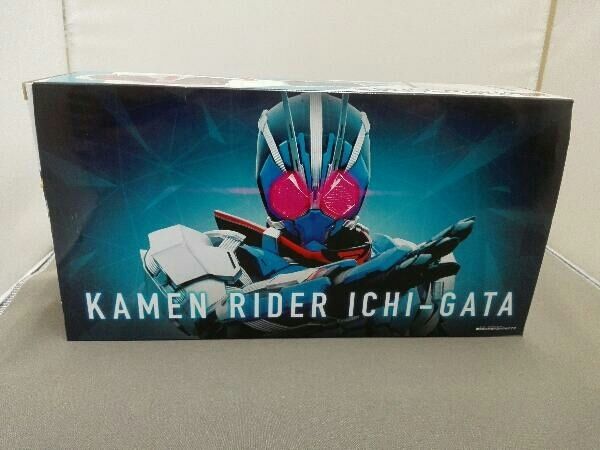 KAMEN RIDER ICHI-GATA